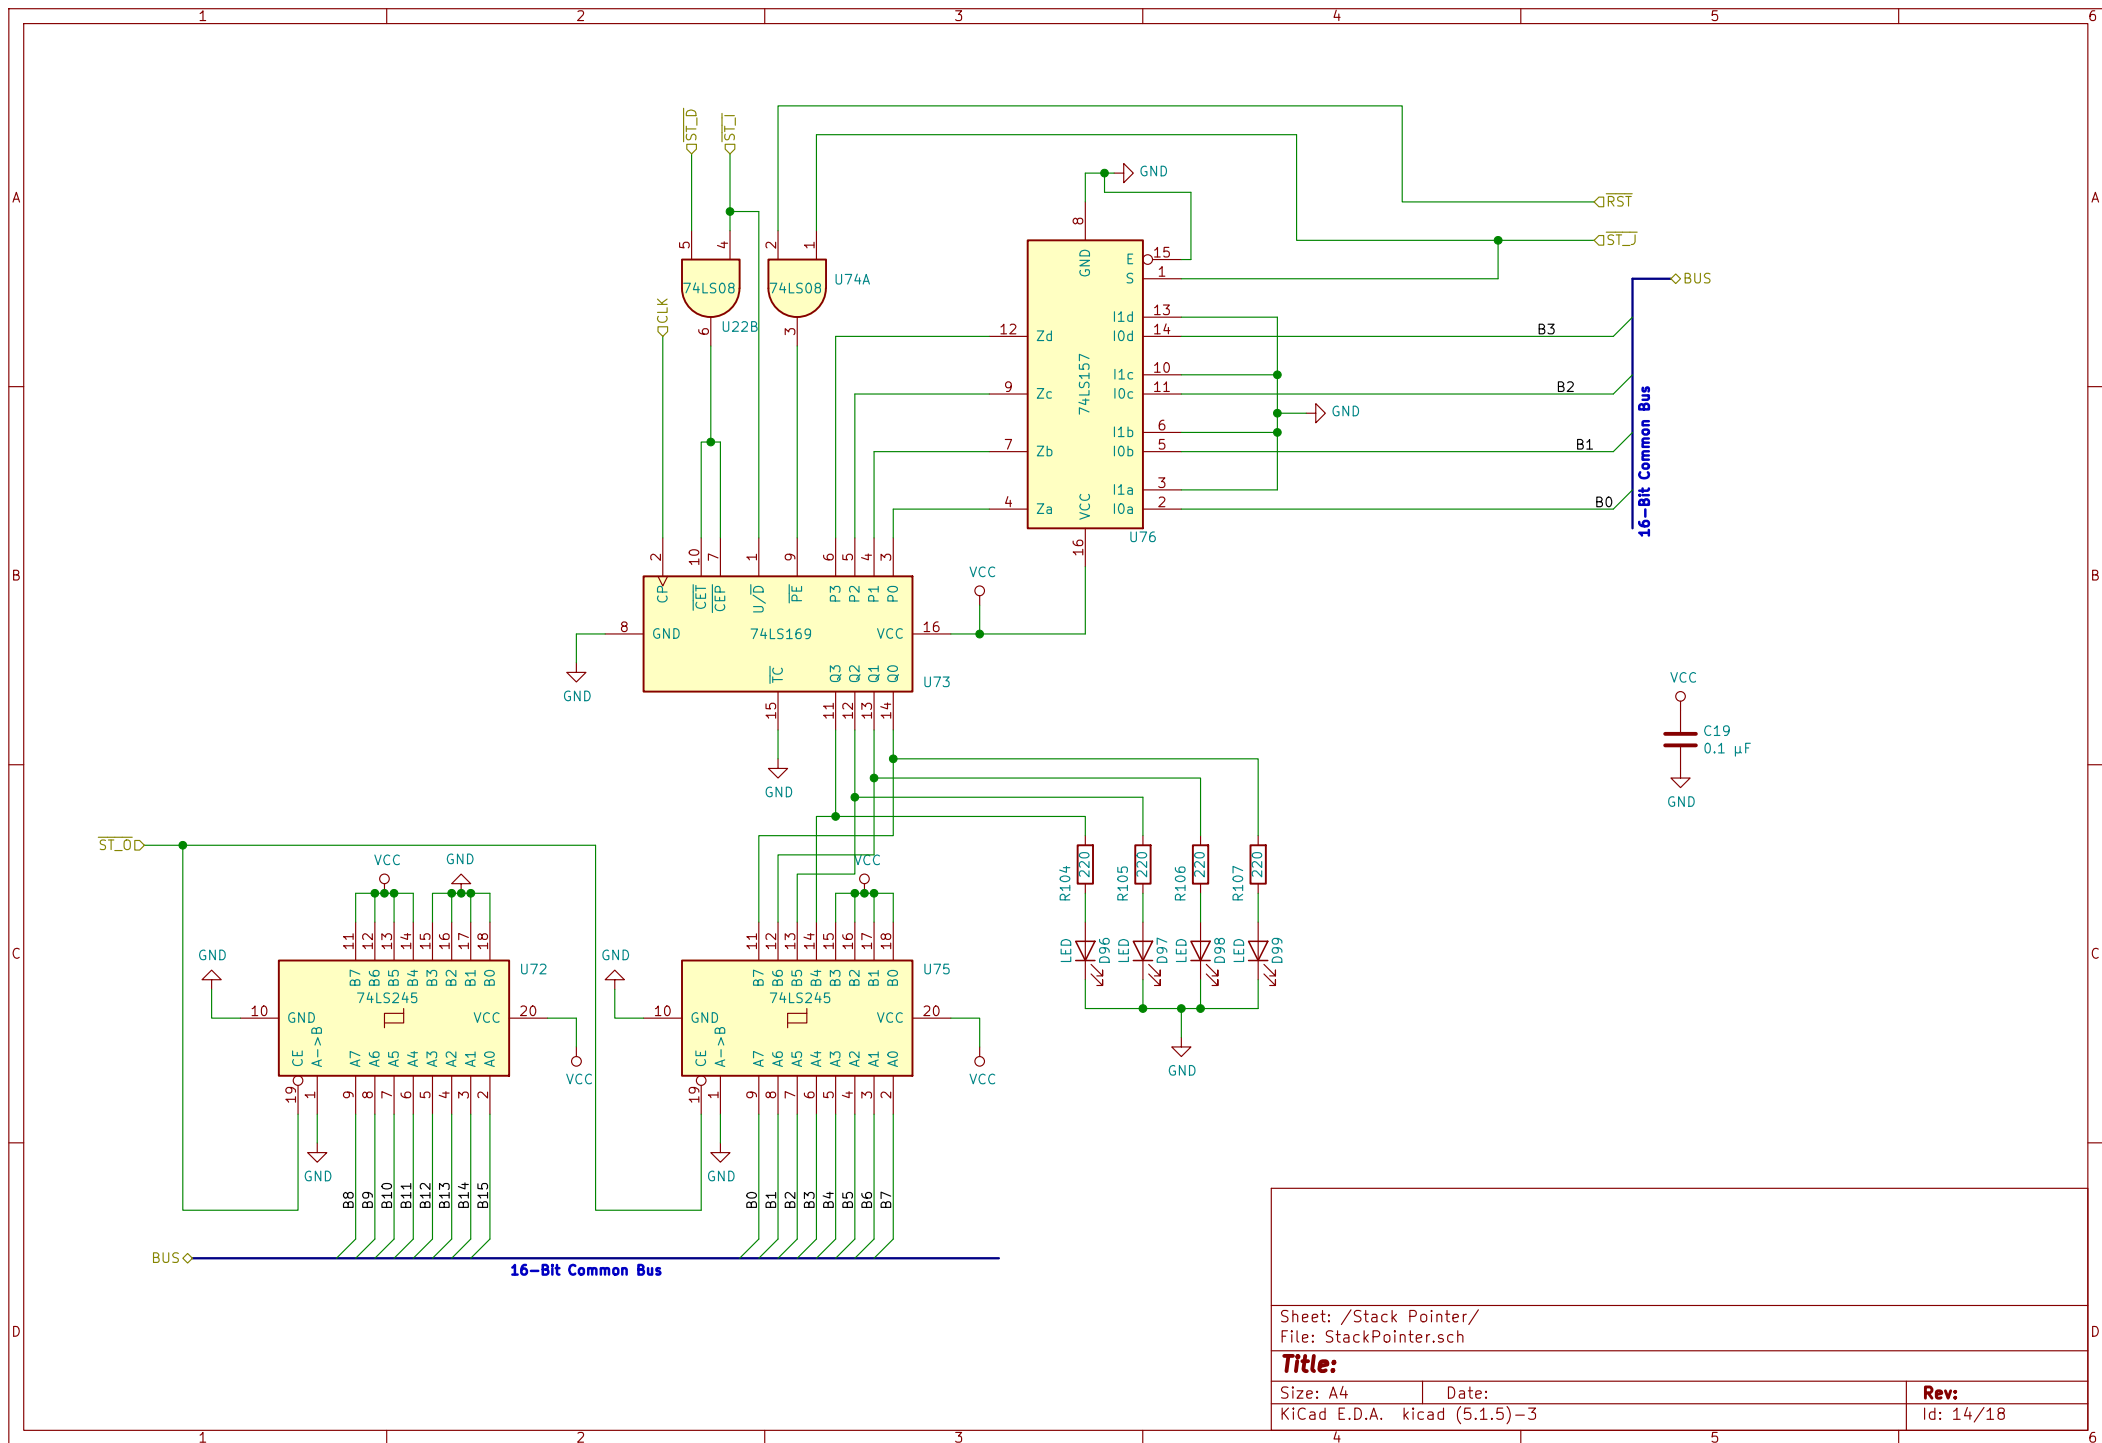 1 2 3 4 5 6
A
B
C
D
A
B
C
D
1 2 3 4 5 6
ST_D
ST_I
CLK
5
4
6
74LS08
U22B
2
1
3
74LS08
U74A
GND
8
GND
E
15
S
1
I1d
13
I0d
14
I1c
10
I0c
11
I1b
6
I0b
5
I1a
3
I0a
2
12
Zd
9
Zc
7
Zb
4
Za
74LS157
VCC
16
U76
RST
ST_J
BUS
B3
B2
B1
B0
GND
16-Bit Common Bus
2
10
7
1
9
6
5
4
3
CP
CET
CEP
U/D
PE
P3
P2
P1
P0
8
GND
74LS169
VCC
16
VCC
GND
TC
Q3
Q2
Q1
Q0
U73
15
11
12
13
14
GND
VCC
C19
0.1 µF
GND
ST_O
VCC
GND
11
12
13
14
15
16
17
18
GND
B7
B6
B5
B4
B3
B2
B1
B0
U72
74LS245
10
GND
VCC
20
CE
A->B
A7
A6
A5
A4
A3
A2
A1
A0
VCC
19
1
9
8
7
6
5
4
3
2
GND
B8
B9
B10
B11
B12
B13
B14
B15
VCC
11
12
13
14
15
16
17
18
GND
B7
B6
B5
B4
B3
B2
B1
B0
U75
74LS245
10
GND
VCC
20
CE
A->B
A7
A6
A5
A4
A3
A2
A1
A0
VCC
19
1
9
8
7
6
5
4
3
2
GND
B0
B1
B2
B3
B4
B5
B6
B7
R104
220
R105
220
R106
220
R107
220
LED
D96
LED
D97
LED
D98
LED
D99
GND
BUS
16-Bit Common Bus
Sheet: /Stack Pointer/
File: StackPointer.sch
Title:
Size: A4 Date: Rev:
KiCad E.D.A. kicad (5.1.5)-3 Id: 14/18